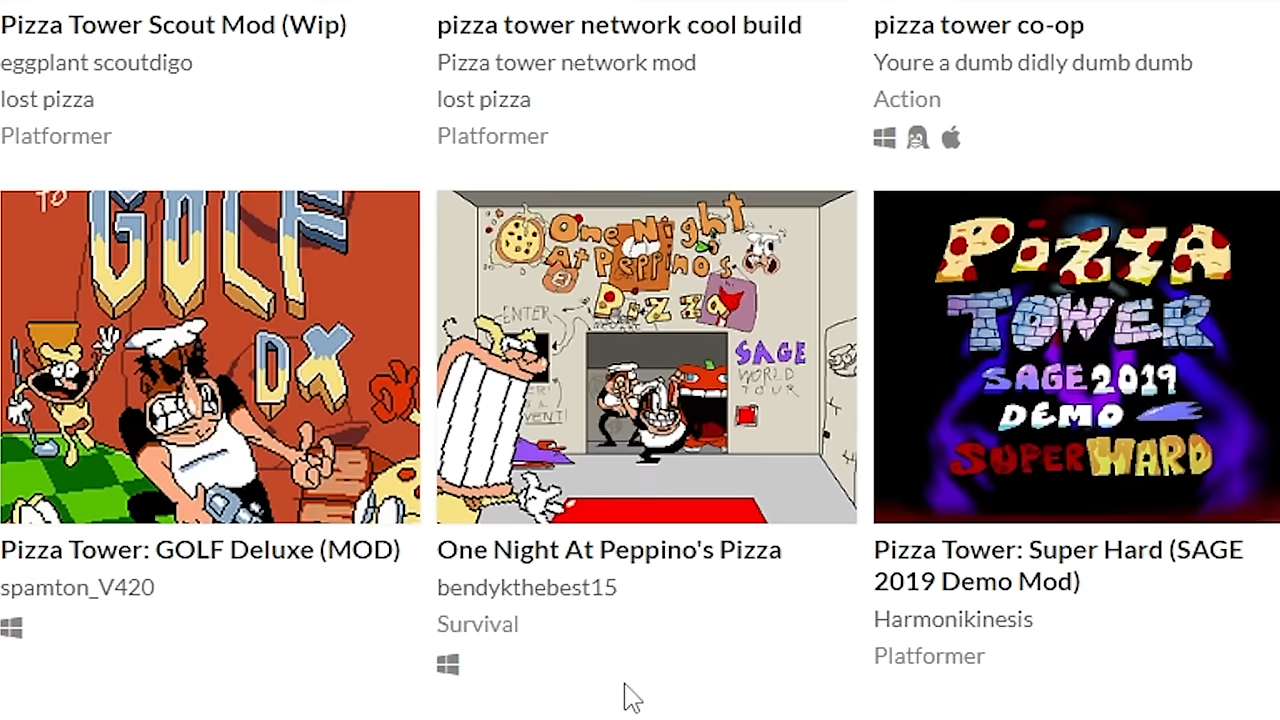 Pizza Tower Scout Mod (Wip)
eggplant scoutdigo
lost pizza
Platformer
pizza tower network cool build
Pizza tower network mod
lost pizza
Platformer
pizza tower co-op
Youre a dumb didly dumb dumb
Action
GOLF
DX
Pizza Tower: GOLF Deluxe (MOD)
spamton_V420
One Night
At Peppino's
Pizza
ENTER
SAGE
WORLD
TOUR
One Night At Peppino's Pizza
bendykthebest15
Survival
PIZZA
TOWER
SAGE 2019
DEMO
SUPER HARD
Pizza Tower: Super Hard (SAGE
2019 Demo Mod)
Harmonikinesis
Platformer